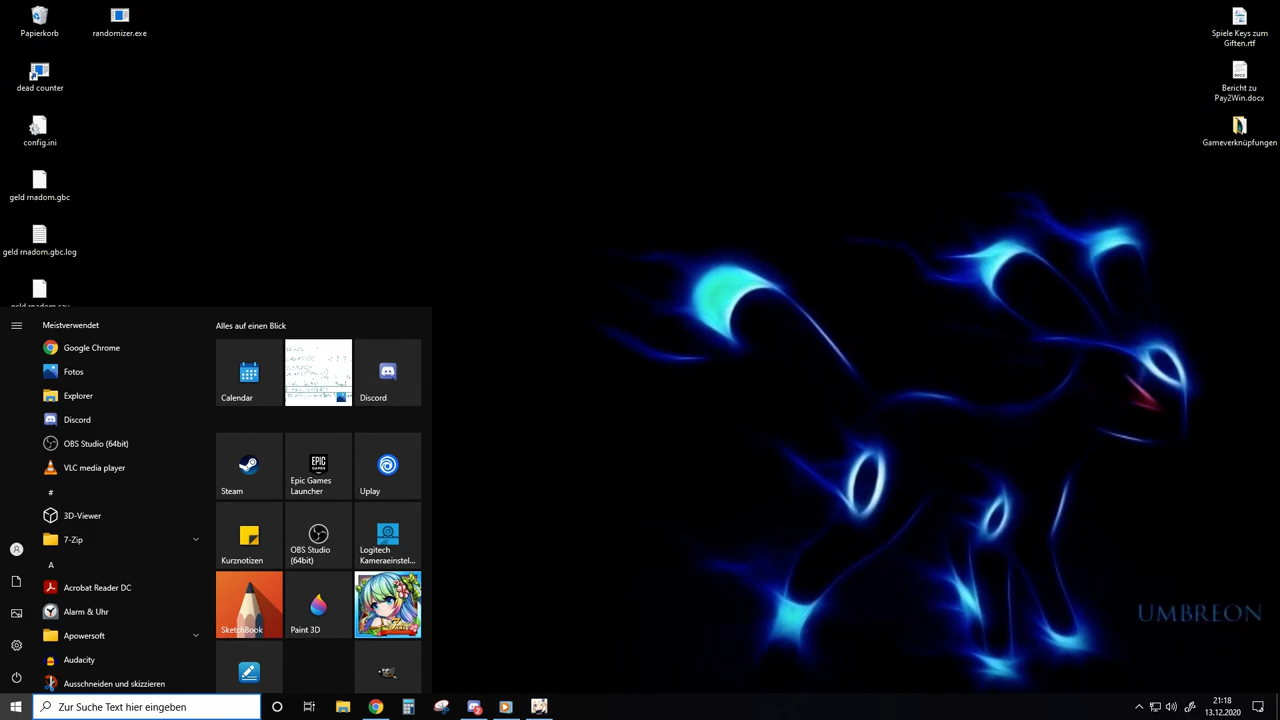 Papierkorb
randomizer.exe
dead counter
config.ini
geld rnadom.gbc
geld rnadom.gbc.log
geld rnadom.sav
Spiele Keys zum
Giften.rtf
Bericht zu
Pay2Win.docx
Gameverknüpfungen
Meistverwendet
Google Chrome
Fotos
Explorer
Discord
OBS Studio (64bit)
VLC media player
#
3D-Viewer
7-Zip
A
Acrobat Reader DC
Alarm & Uhr
Apowersoft
Audacity
Ausschneiden und skizzieren
Alles auf einen Blick
Calendar
Discord
Steam
Epic Games
Launcher
Uplay
Kurznotizen
OBS Studio
(64bit)
Logitech
Kameraeinstel...
SketchBook
Paint 3D
UMBREON
Zur Suche Text hier eingeben
21:18
13.12.2020